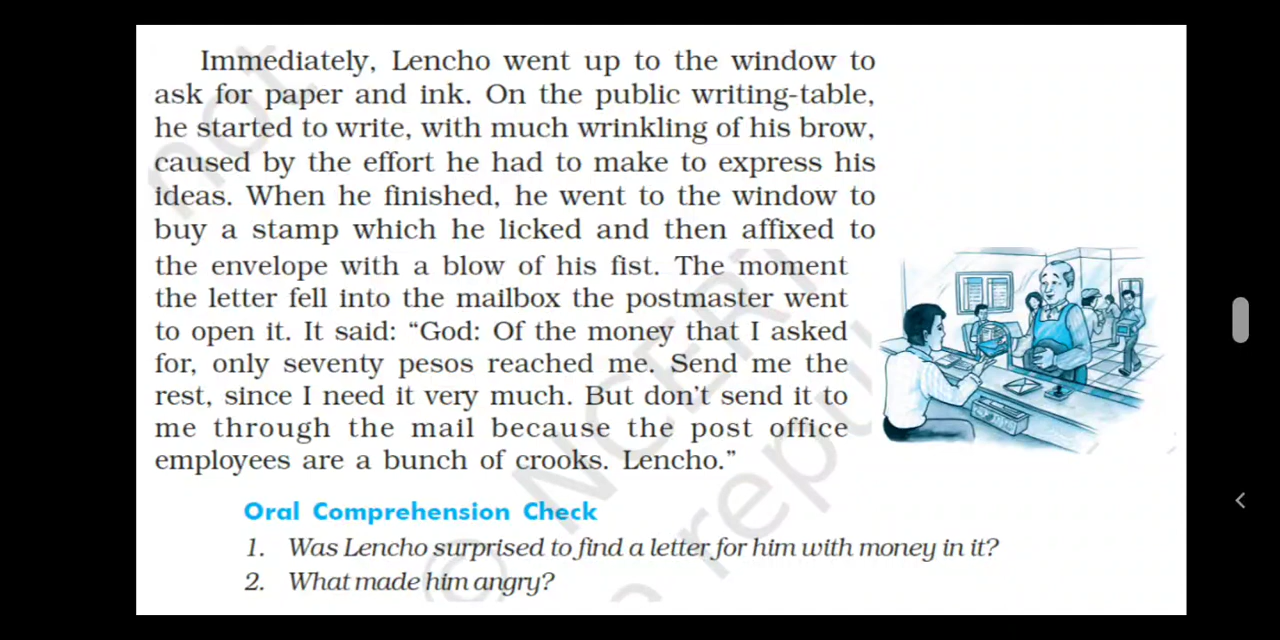 Immediately, Lencho went up to the window to
ask for paper and ink. On the public writing-table,
he started to write, with much wrinkling of his brow,
caused by the effort he had to make to express his
ideas. When he finished, he went to the window to
buy a stamp which he licked and then affixed to
the envelope with a blow of his fist. The moment
the letter fell into the mailbox the postmaster went
to open it. It said: “God: Of the money that I asked
for, only seventy pesos reached me. Send me the
rest, since I need it very much. But don’t send it to
me through the mail because the post office
employees are a bunch of crooks. Lencho.”
Oral Comprehension Check
1. Was Lencho surprised to find a letter for him with money in it?
2. What made him angry?
not
© NCERT
repu